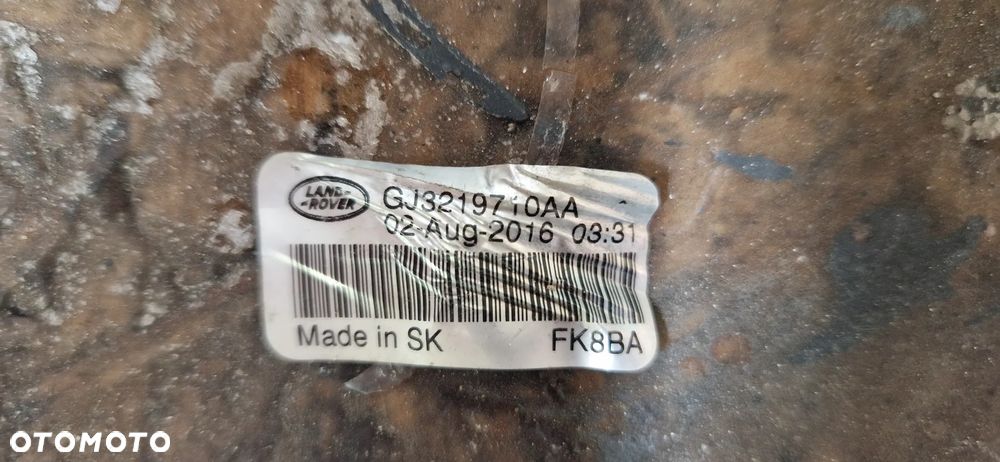 LAND-
-ROVER
GJ3219710AA
02-Aug-2016 03:31
Made in SK
FK8BA
OTOMOTO